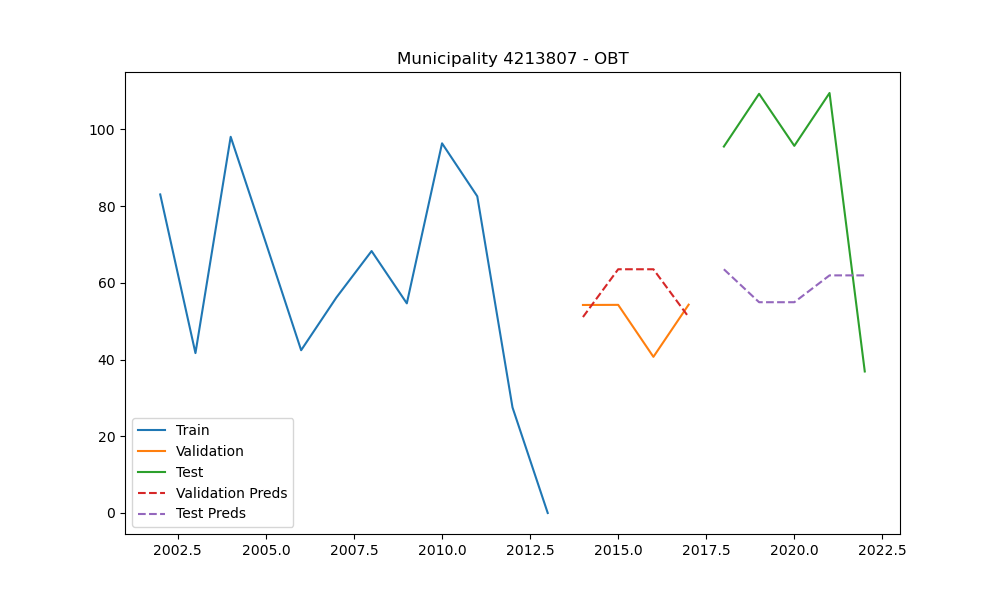 Municipality 4213807 - OBT
100
80
60
40
20
0
Train
Validation
Test
Validation Preds
Test Preds
2002.5 2005.0 2007.5 2010.0 2012.5 2015.0 2017.5 2020.0 2022.5